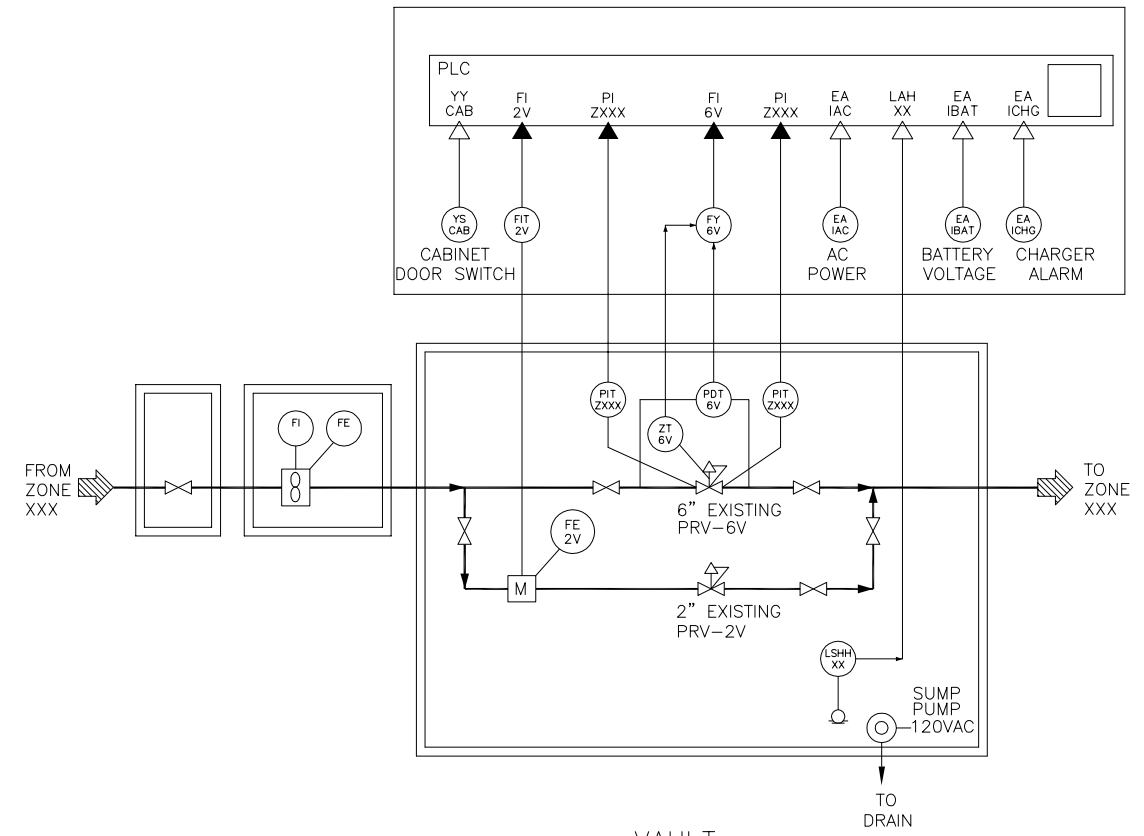 PLC
YY
CAB
FI
2V
PI
ZXXX
FI
6V
PI
ZXXX
EA
IAC
LAH
XX
EA
IBAT
EA
ICHG
YS
CAB
FIT
2V
FY
6V
EA
IAC
EA
IBAT
EA
ICHG
CABINET
DOOR SWITCH
AC
POWER
BATTERY
VOLTAGE
CHARGER
ALARM
PIT
ZXXX
PDT
6V
PIT
ZXXX
ZT
6V
FI
FE
FROM
ZONE
XXX
TO
ZONE
XXX
6" EXISTING
PRV-6V
FE
2V
M
2" EXISTING
PRV-2V
LSHH
XX
SUMP
PUMP
120VAC
TO
DRAIN
VAULT